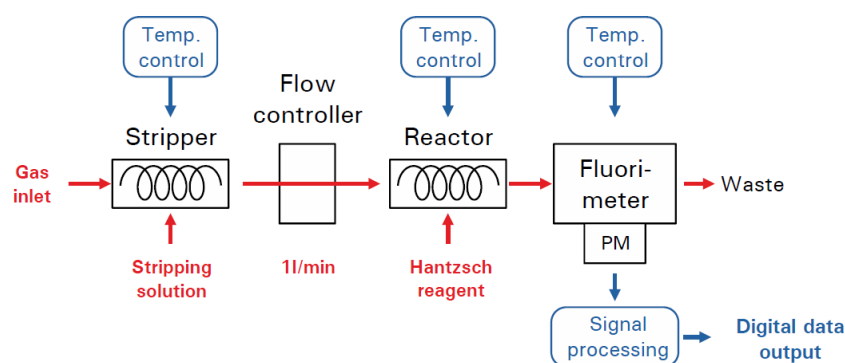 Temp.
control
Temp.
control
Temp.
control
Flow
controller
Stripper
Reactor
Gas
inlet
Fluori-
meter
Waste
PM
Stripping
solution
1l/min
Hantzsch
reagent
Signal
processing
Digital data
output